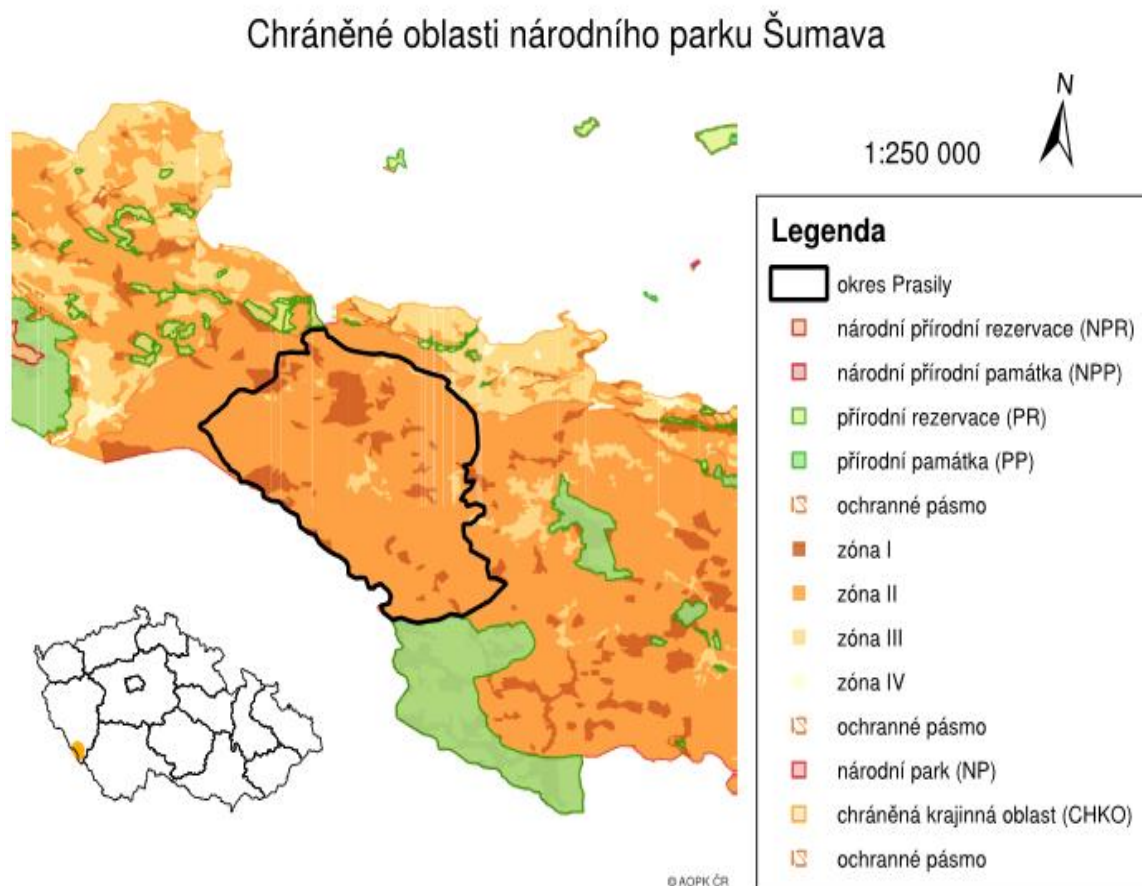 Chráněné oblasti národního parku Šumava
N
1:250 000
Legenda
okres Prasily
národní přírodní rezervace (NPR)
národní přírodní památka (NPP)
přírodní rezervace (PR)
přírodní památka (PP)
ochranné pásmo
zóna I
zóna II
zóna III
zóna IV
ochranné pásmo
národní park (NP)
chráněná krajinná oblast (CHKO)
ochranné pásmo
© AOPK ČR